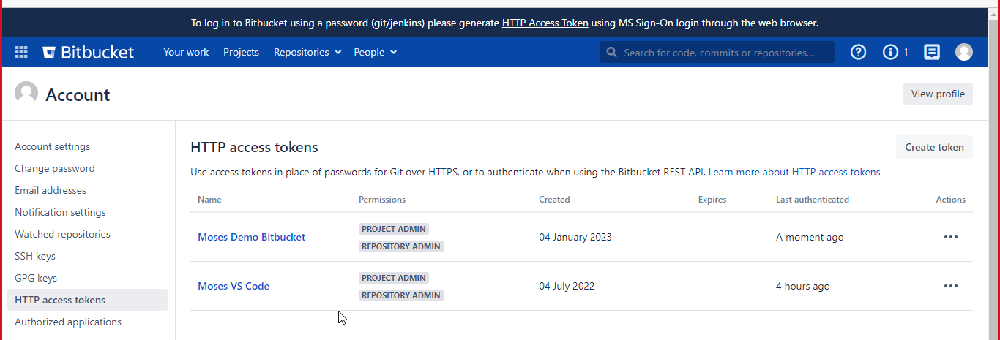 To log in to Bitbucket using a password (git/jenkins) please generate HTTP Access Token using MS Sign-On login through the web browser.
Bitbucket Your work Projects Repositories People Search for code, commits or repositories... 1
Account View profile
Account settings
Change password
Email addresses
Notification settings
Watched repositories
SSH keys
GPG keys
HTTP access tokens
Authorized applications
HTTP access tokens Create token
Use access tokens in place of passwords for Git over HTTPS, or to authenticate when using the Bitbucket REST API. Learn more about HTTP access tokens
Name Permissions Created Expires Last authenticated Actions
Moses Demo Bitbucket PROJECT ADMIN REPOSITORY ADMIN 04 January 2023 A moment ago
Moses VS Code PROJECT ADMIN REPOSITORY ADMIN 04 July 2022 4 hours ago